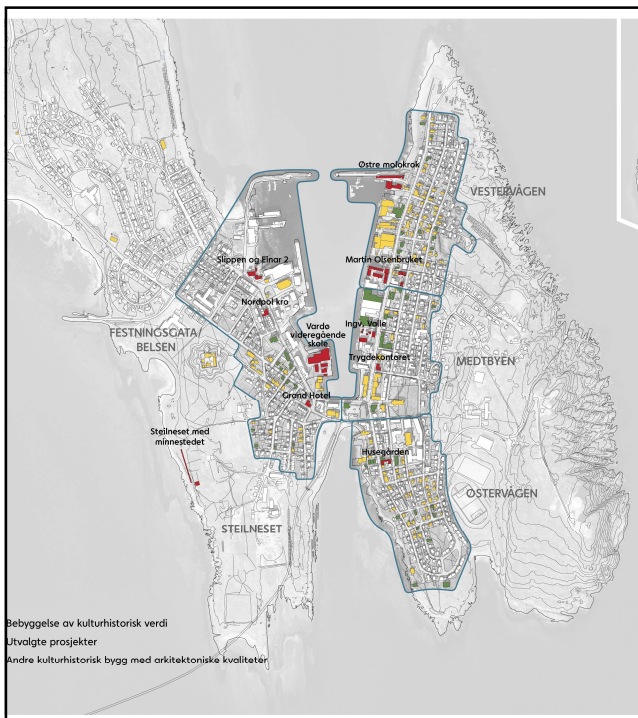 Østre molokrok
VESTERVÅGEN
Slippen og Einar 2
Martin Olsenbruket
Nordpol kro
FESTNINGSGATA/
BELSEN
Vardø
videregående
skole
Ingv. Valle
Trygdekontoret
MEDTBYEN
Grand Hotel
Steilneset med
minnestedet
Husegården
ØSTERVÅGEN
STEILNESET
Bebyggelse av kulturhistorisk verdi
Utvalgte prosjekter
Andre kulturhistorisk bygg med arkitektoniske kvaliteter